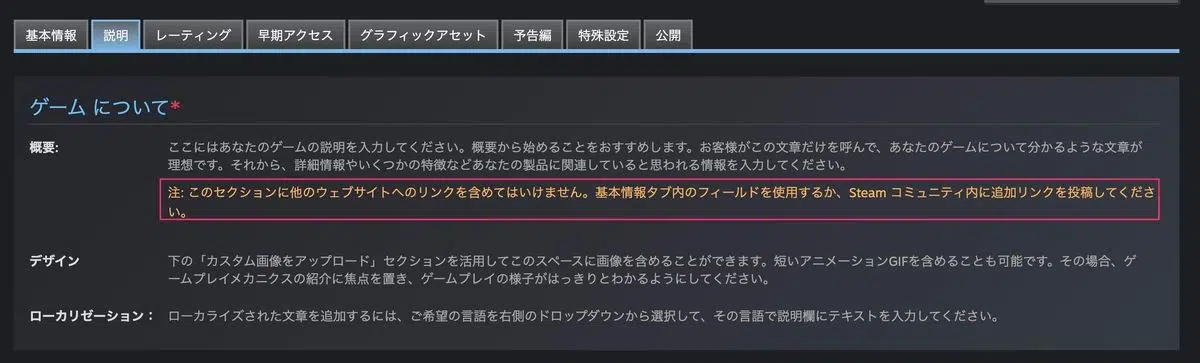 基本情報 説明 レーティング 早期アクセス グラフィックアセット 予告編 特殊設定 公開
ゲーム について*
概要: ここにはあなたのゲームの説明を入力してください。概要から始めることをおすすめします。お客様がこの文章だけを呼んで、あなたのゲームについて分かるような文章が
理想です。それから、詳細情報やいくつかの特徴などあなたの製品に関連していると思われる情報を入力してください。
注: このセクションに他のウェブサイトへのリンクを含めてはいけません。基本情報タブ内のフィールドを使用するか、Steam コミュニティ内に追加リンクを投稿してくださ
い。
デザイン 下の「カスタム画像をアップロード」セクションを活用してこのスペースに画像を含めることができます。短いアニメーションGIFを含めることも可能です。その場合、ゲ
ームプレイメカニクスの紹介に焦点を置き、ゲームプレイの様子がはっきりとわかるようにしてください。
ローカリゼーション： ローカライズされた文章を追加するには、ご希望の言語を右側のドロップダウンから選択して、その言語で説明欄にテキストを入力してください。